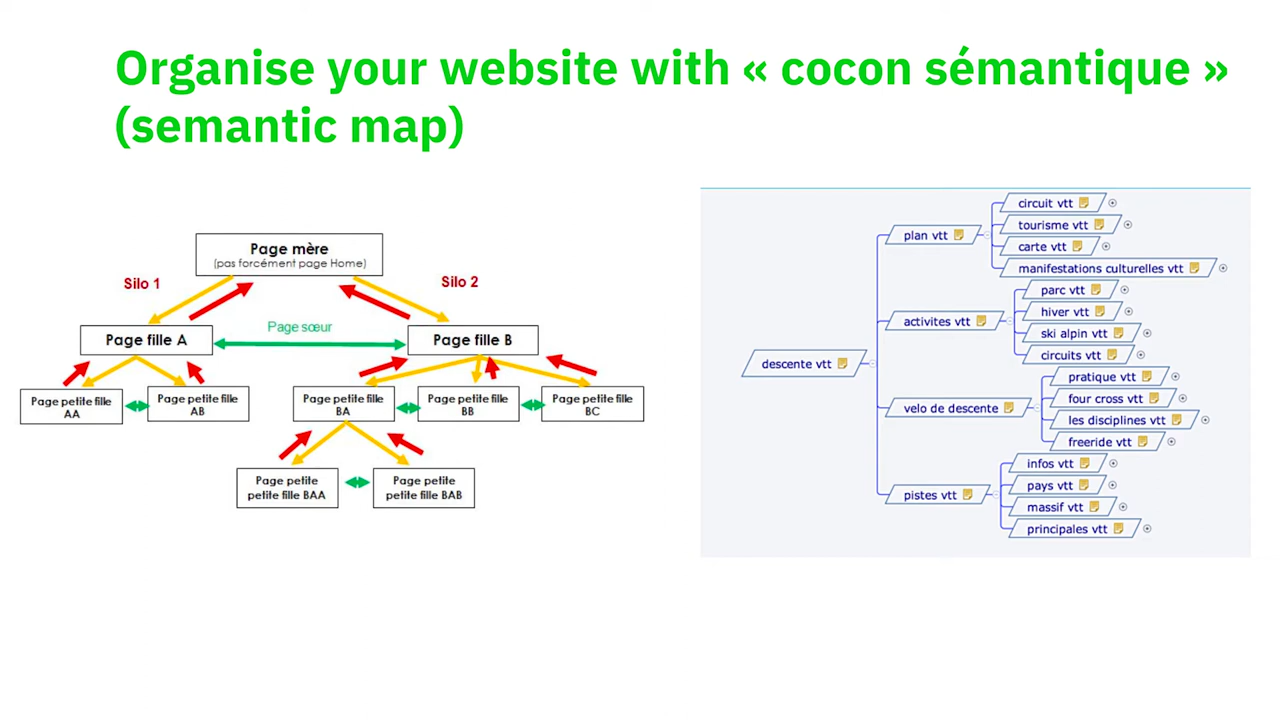 Organise your website with « cocon sémantique »
(semantic map)
Page mère
(pas forcément page Home)
Silo 1
Silo 2
Page fille A
Page sœur
Page fille B
Page petite fille
AA
Page petite fille
AB
Page petite fille
BA
Page petite fille
BB
Page petite fille
BC
Page petite
petite fille BAA
Page petite
petite fille BAB
descente vtt
plan vtt
circuit vtt
tourisme vtt
carte vtt
manifestations culturelles vtt
activites vtt
parc vtt
hiver vtt
ski alpin vtt
circuits vtt
velo de descente
pratique vtt
four cross vtt
les disciplines vtt
freeride vtt
pistes vtt
infos vtt
pays vtt
massif vtt
principales vtt